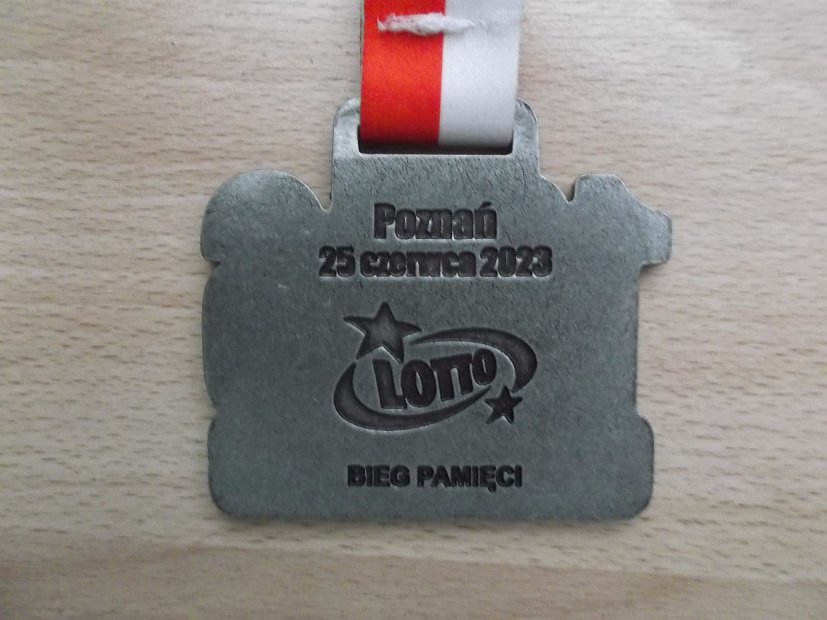 Poznań
25 czerwca 2023
LOTTO
BIEG PAMIĘCI